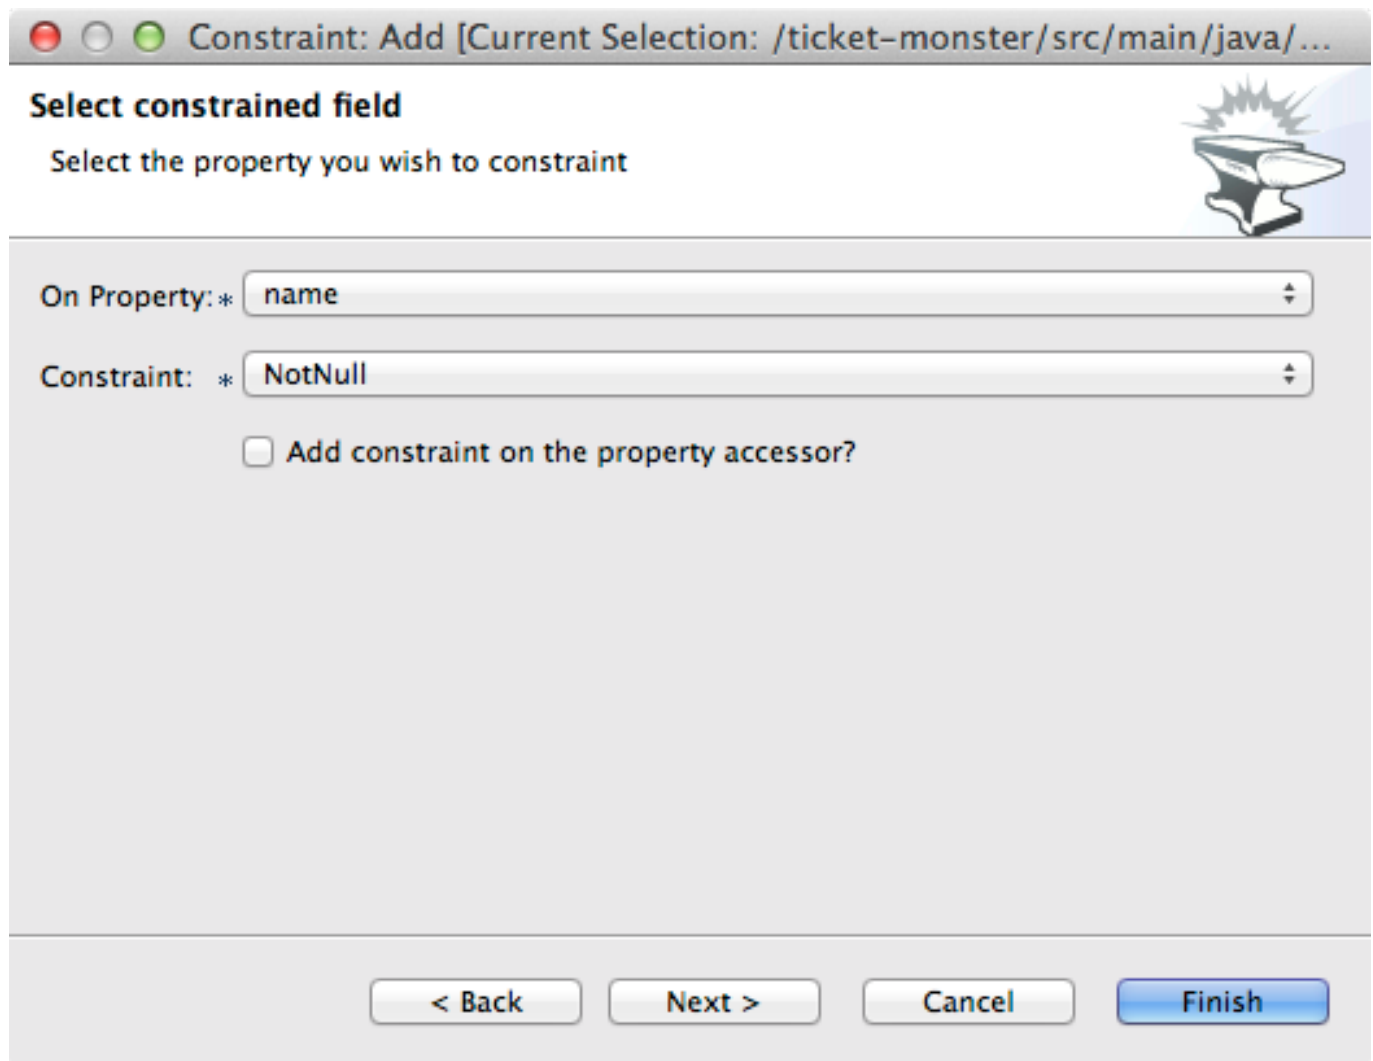 Constraint: Add [Current Selection: /ticket-monster/src/main/java/...
Select constrained field
Select the property you wish to constraint
On Property:* name
Constraint: * NotNull
Add constraint on the property accessor?
< Back Next > Cancel Finish